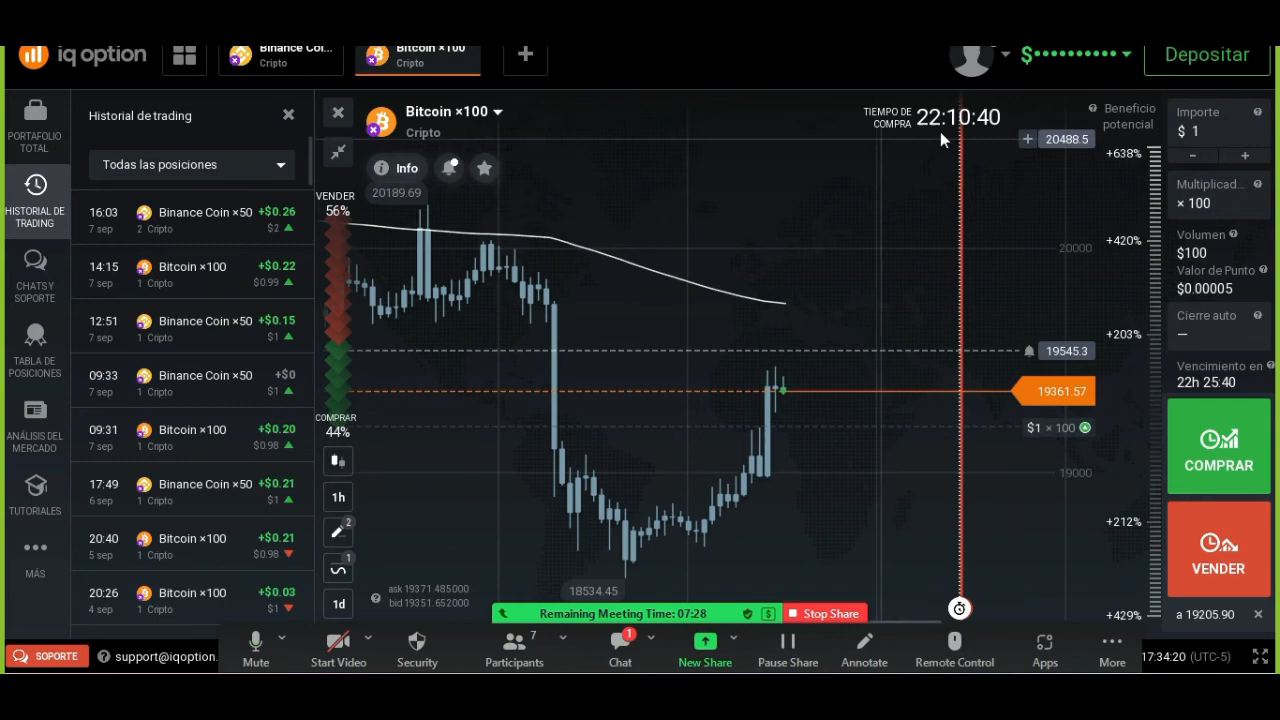 iq option
Binance Coi...
Cripto
Bitcoin ×100
Cripto
+
$••••••••••
Depositar
PORTAFOLIO
TOTAL
HISTORIAL DE
TRADING
CHATS Y
SOPORTE
TABLA DE
POSICIONES
ANÁLISIS DEL
MERCADO
TUTORIALES
MÁS
Historial de trading
Todas las posiciones
16:03 Binance Coin ×50 +$0.26
7 sep 2 Cripto $2
14:15 Bitcoin ×100 +$0.22
7 sep 1 Cripto $0.99
12:51 Binance Coin ×50 +$0.15
7 sep 1 Cripto $1
09:33 Binance Coin ×50 +$0
7 sep 1 Cripto $1
09:31 Bitcoin ×100 +$0.20
7 sep 1 Cripto $0.98
17:49 Binance Coin ×50 +$0.21
6 sep 1 Cripto $1
20:40 Bitcoin ×100 +$0.21
5 sep 1 Cripto $0.98
20:26 Bitcoin ×100 +$0.03
4 sep 1 Cripto $1
Bitcoin ×100
Cripto
Info
20189.69
VENDER
56%
COMPRAR
44%
1h
2
1
1d
TIEMPO DE
COMPRA
22:10:40
+ 20488.5
20000
19545.3
19361.57
$1 × 100
19000
18534.45
ask 19371.485000
bid 19351.652000
Beneficio
potencial
+638%
+420%
+203%
+212%
+429%
Importe
$ 1
− +
Multiplicad...
× 100
Volumen
$100
Valor de Punto
$0.00005
Cierre auto
—
Vencimiento en
22h 25:40
COMPRAR
VENDER
a 19205.90
Remaining Meeting Time: 07:28
Stop Share
SOPORTE
support@iqoption.
Mute
Start Video
Security
7
Participants
1
Chat
New Share
Pause Share
Annotate
Remote Control
Apps
More
17:34:20 (UTC-5)